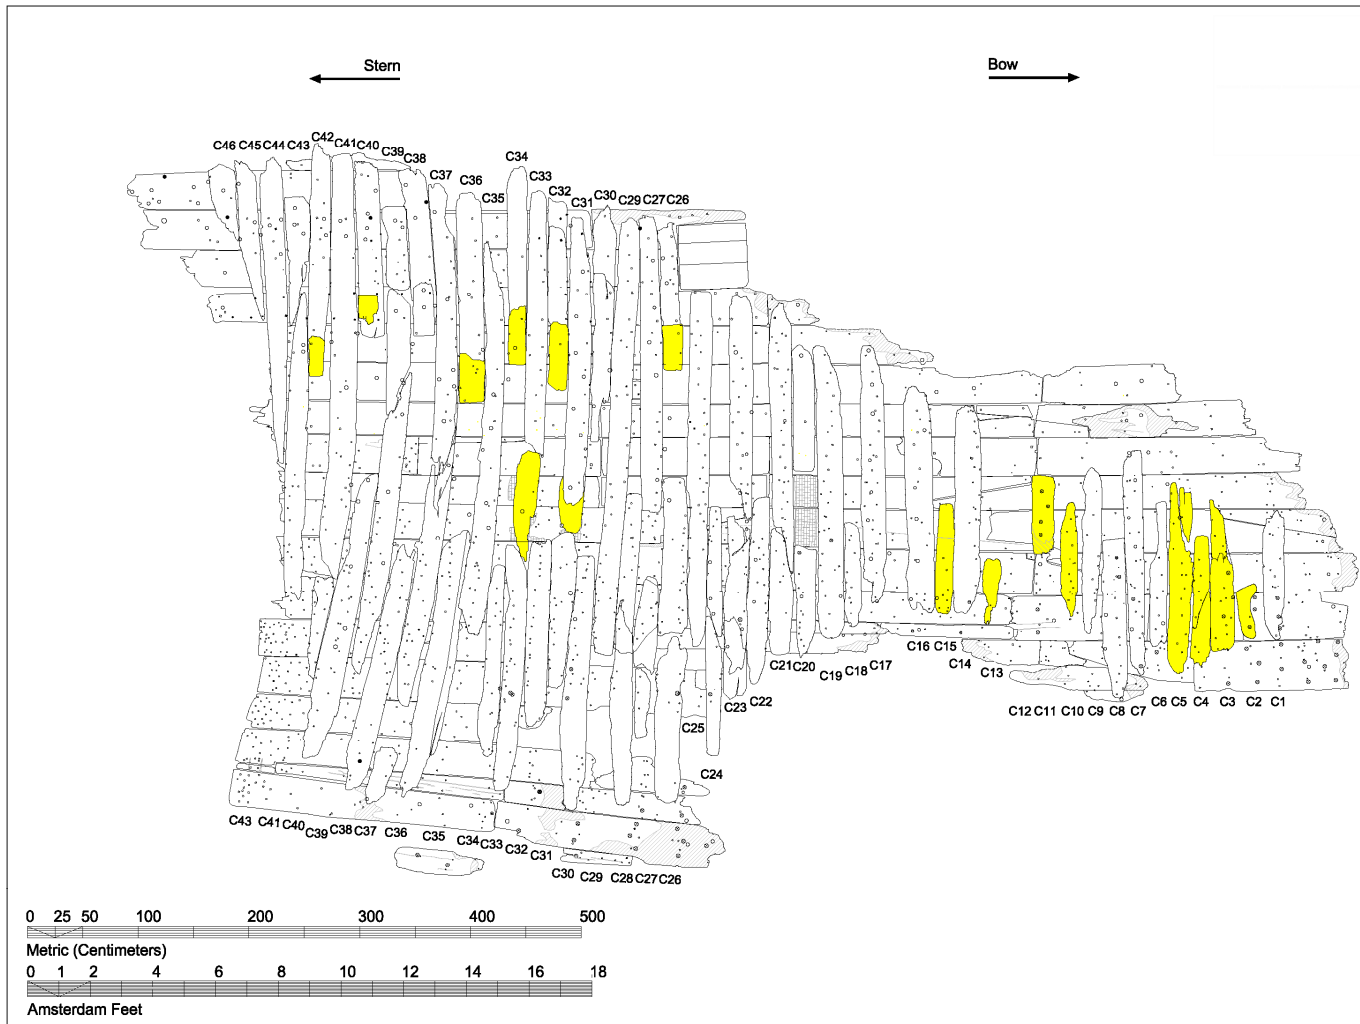 Stern
Bow
C46 C45 C44 C43 C42 C41 C40 C39 C38 C37 C36 C35 C34 C33 C32 C31 C30 C29 C27 C26
C21 C20 C19 C18 C17 C16 C15 C14 C13
C25 C23 C22
C24
C12 C11 C10 C9 C8 C7 C6 C5 C4 C3 C2 C1
C43 C41 C40 C39 C38 C37 C36 C35 C34 C33 C32 C31
C30 C29 C28 C27 C26
0 25 50 100 200 300 400 500
Metric (Centimeters)
0 1 2 4 6 8 10 12 14 16 18
Amsterdam Feet